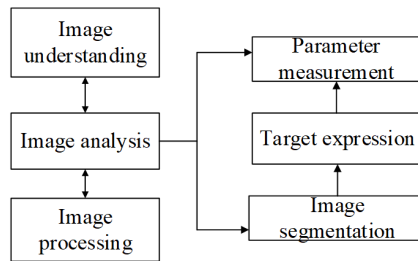 Image
understanding
Image analysis
Image
processing
Parameter
measurement
Target expression
Image
segmentation